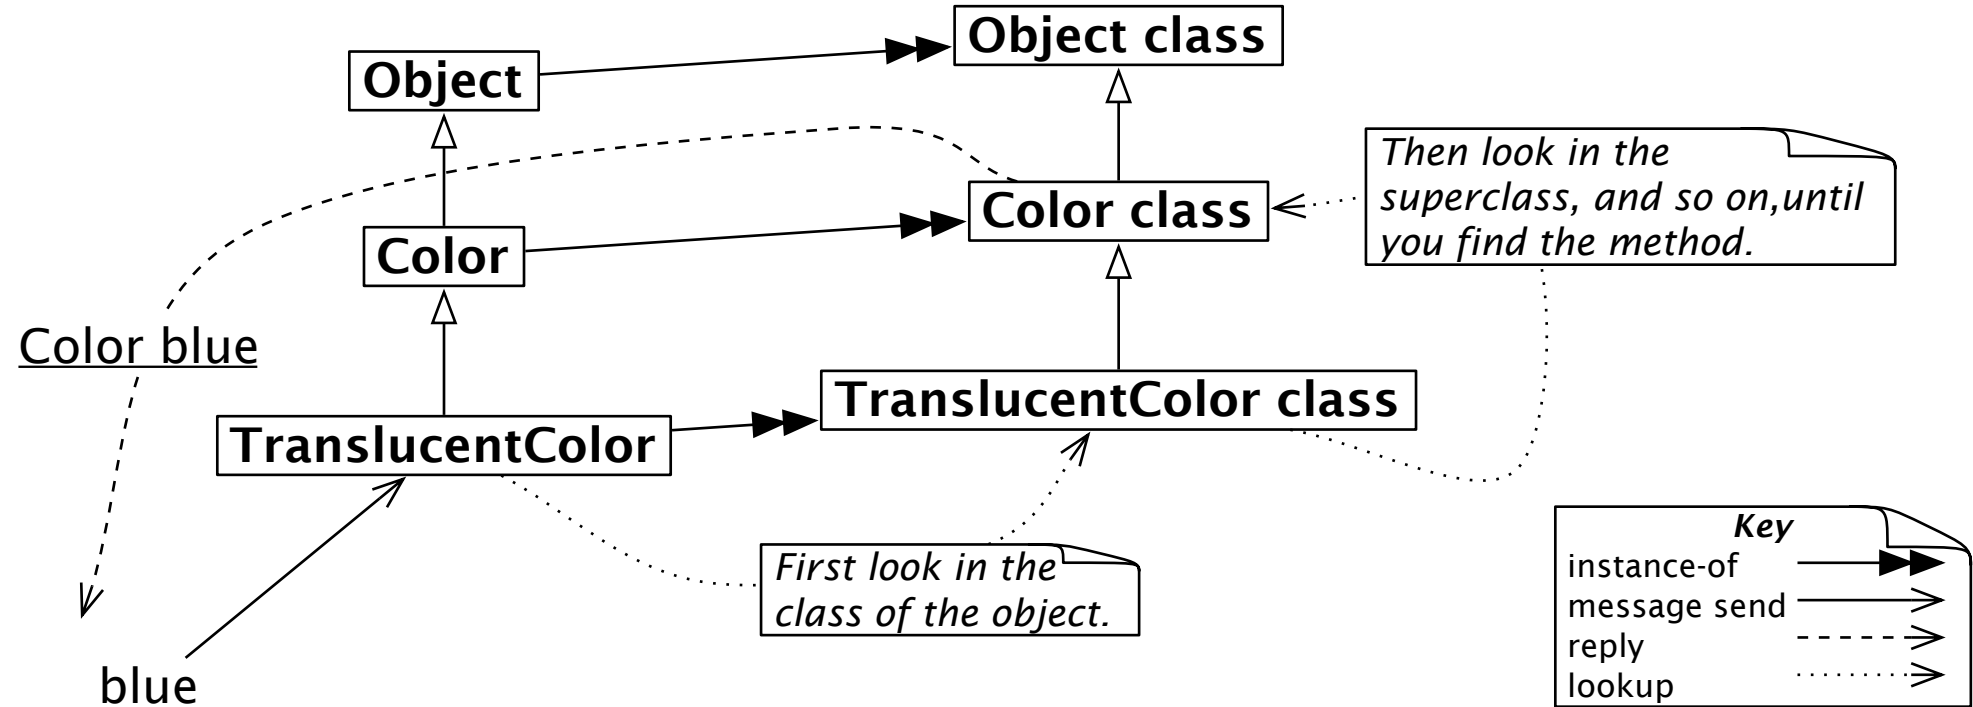 Object class
Object
Then look in the
superclass, and so on,until
you find the method.
Color class
Color
Color blue
TranslucentColor class
TranslucentColor
First look in the
class of the object.
blue
Key
instance-of
message send
reply
lookup